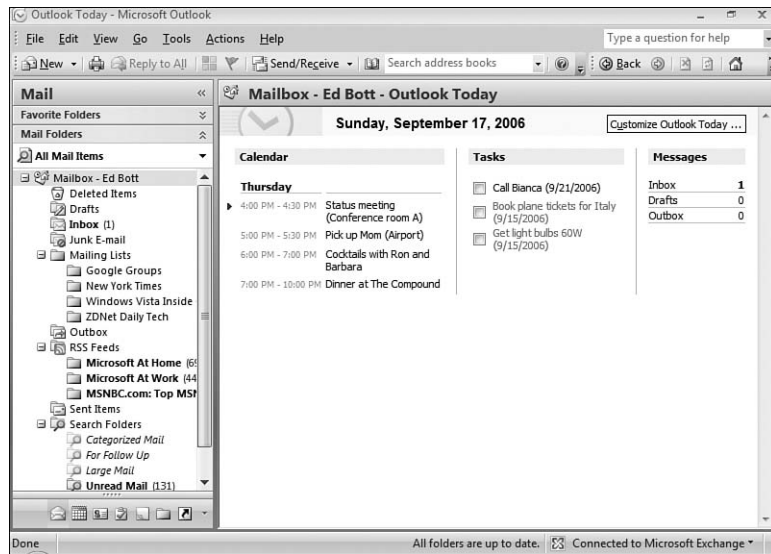 Outlook Today - Microsoft Outlook
File Edit View Go Tools Actions Help
Type a question for help
New Reply to All Send/Receive Search address books Back
Mail
Favorite Folders
Mail Folders
All Mail Items
Mailbox - Ed Bott
Deleted Items
Drafts
Inbox (1)
Junk E-mail
Mailing Lists
Google Groups
New York Times
Windows Vista Inside
ZDNet Daily Tech
Outbox
RSS Feeds
Microsoft At Home (69
Microsoft At Work (44
MSNBC.com: Top MSN
Sent Items
Search Folders
Categorized Mail
For Follow Up
Large Mail
Unread Mail (131)
Mailbox - Ed Bott - Outlook Today
Sunday, September 17, 2006
Customize Outlook Today ...
Calendar
Thursday
4:00 PM - 4:30 PM Status meeting
(Conference room A)
5:00 PM - 5:30 PM Pick up Mom (Airport)
6:00 PM - 7:00 PM Cocktails with Ron and
Barbara
7:00 PM - 10:00 PM Dinner at The Compound
Tasks
Call Bianca (9/21/2006)
Book plane tickets for Italy
(9/15/2006)
Get light bulbs 60W
(9/15/2006)
Messages
Inbox 1
Drafts 0
Outbox 0
Done
All folders are up to date. Connected to Microsoft Exchange